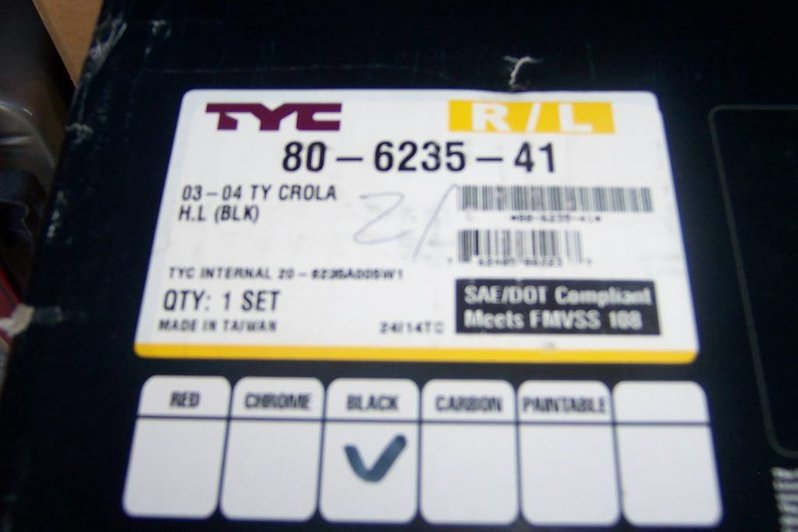 TYC
R/L
80-6235-41
03-04 TY CROLA
H.L (BLK)
TYC INTERNAL 20-6235A00SW1
QTY: 1 SET
SAE/DOT Compliant
Meets FMVSS 108
MADE IN TAIWAN
RED CHROME BLACK CARBON PAINTABLE